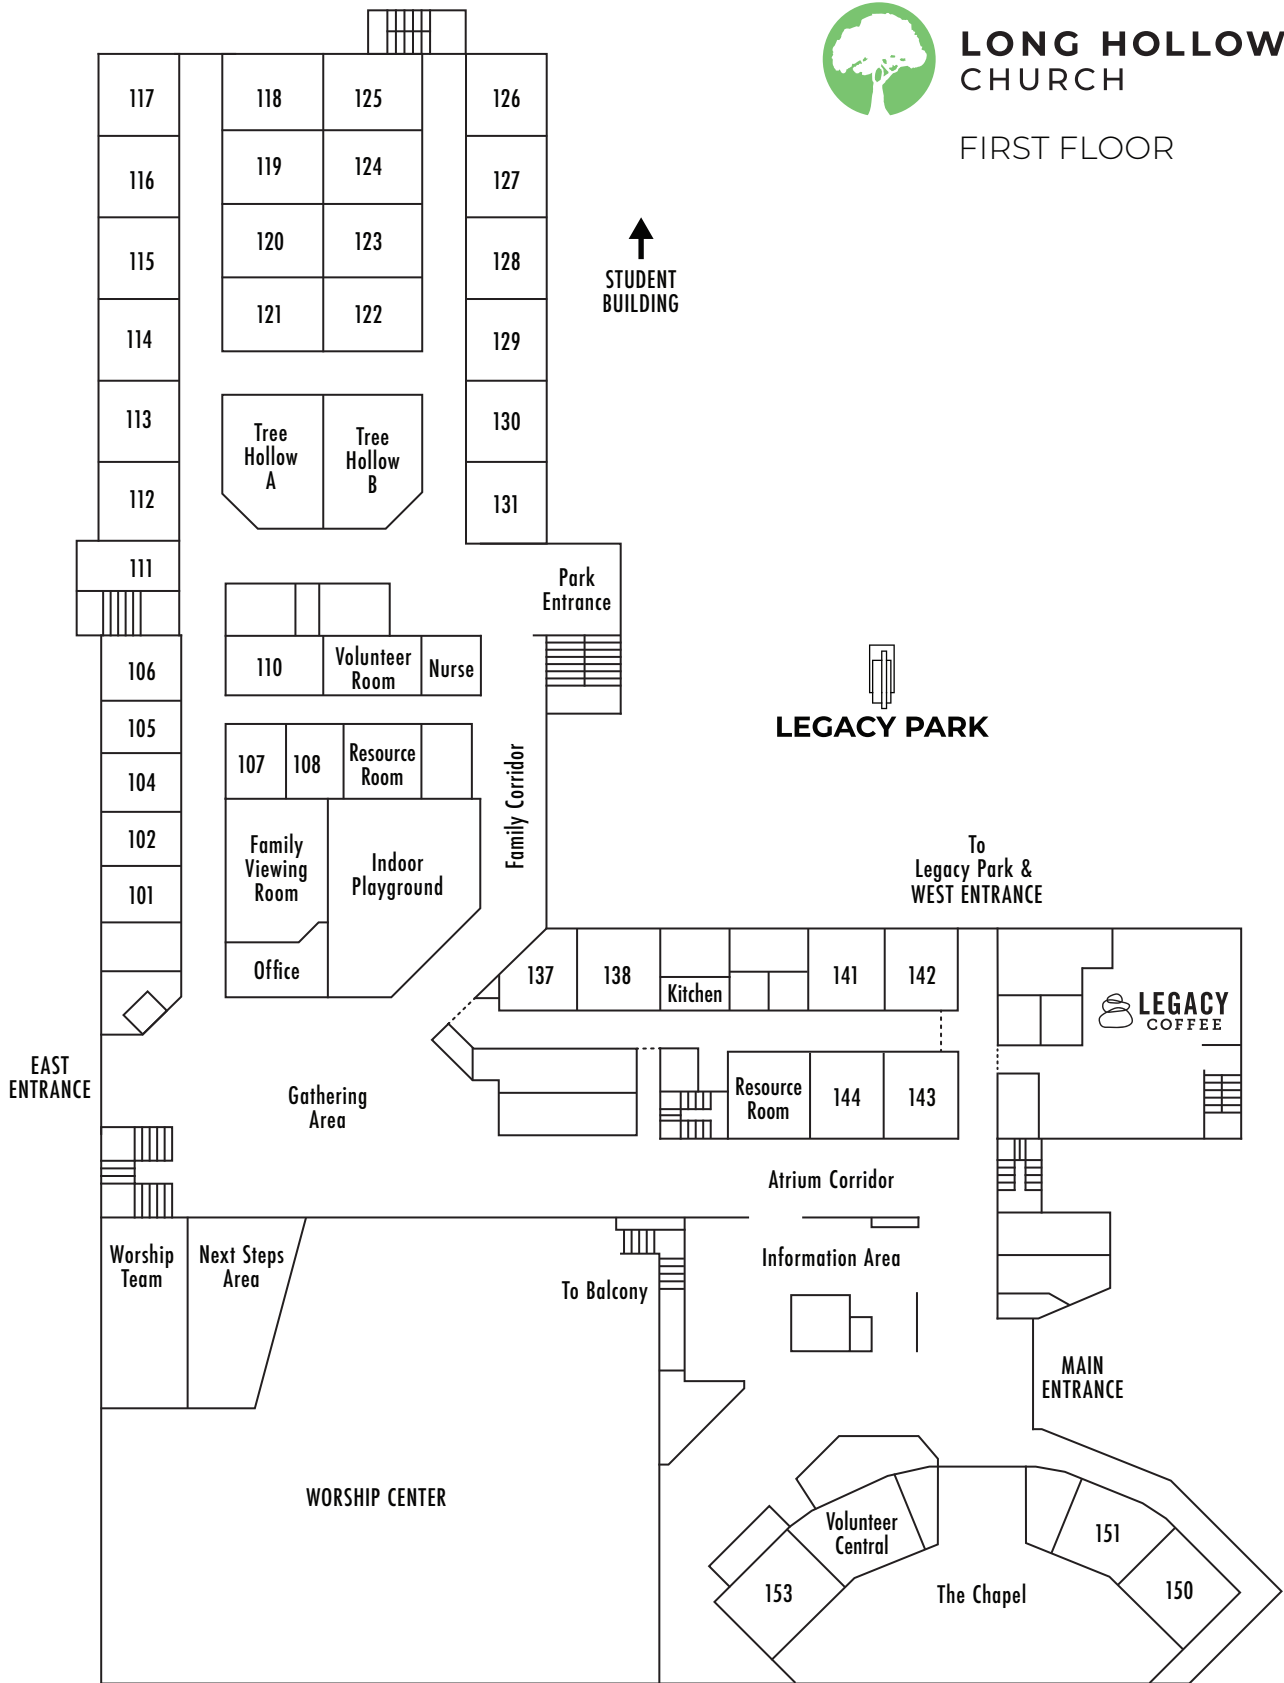 LONG HOLLOW
CHURCH
FIRST FLOOR
117
118
125
126
116
119
124
127
115
120
123
128
114
121
122
129
STUDENT
BUILDING
113
Tree
Hollow
A
Tree
Hollow
B
130
112
131
111
Park
Entrance
106
110
Volunteer
Room
Nurse
LEGACY PARK
105
107
108
Resource
Room
104
Family Corridor
102
Family
Viewing
Room
Indoor
Playground
101
To
Legacy Park &
WEST ENTRANCE
Office
137
138
Kitchen
141
142
LEGACY
COFFEE
EAST
ENTRANCE
Gathering
Area
Resource
Room
144
143
Atrium Corridor
Worship
Team
Next Steps
Area
Information Area
To Balcony
MAIN
ENTRANCE
WORSHIP CENTER
Volunteer
Central
151
153
The Chapel
150